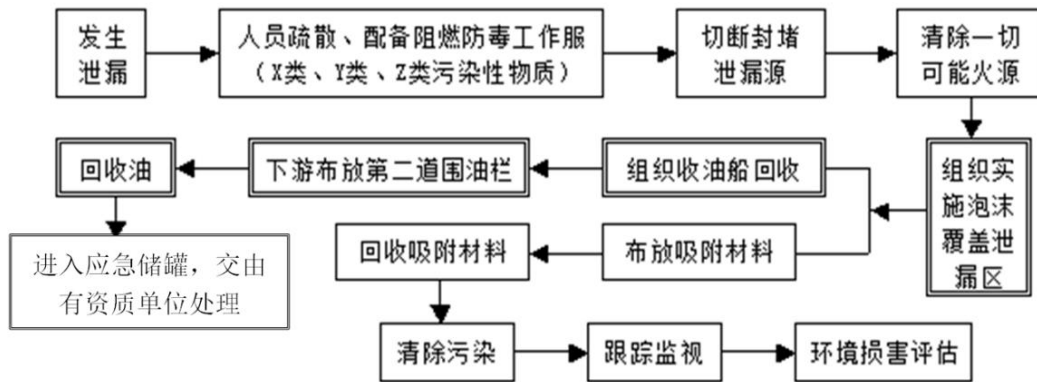 发生
泄漏
人员疏散、配备阻燃防毒工作服
（X类、Y类、Z类污染性物质）
切断封堵
泄漏源
清除一切
可能火源
组织实
施泡沫
覆盖泄
漏区
组织收油船回收
下游布放第二道围油栏
回收油
进入应急储罐，交由
有资质单位处理
布放吸附材料
回收吸附材料
清除污染
跟踪监视
环境损害评估